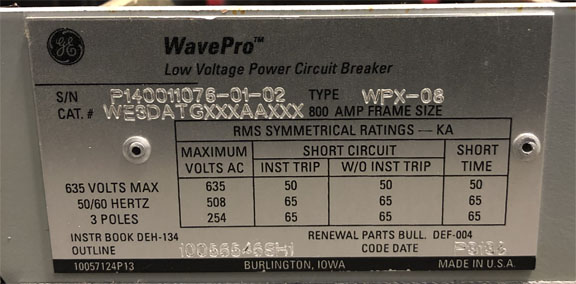 GE
WavePro™
Low Voltage Power Circuit Breaker
S/N P140011076-01-02 TYPE WPX-08
CAT. # WE3DATGXXXAAXXX 800 AMP FRAME SIZE
RMS SYMMETRICAL RATINGS — KA
MAXIMUM VOLTS AC SHORT CIRCUIT SHORT TIME
INST TRIP W/O INST TRIP
635 VOLTS MAX 635 50 50 50
50/60 HERTZ 508 65 65 65
3 POLES 254 65 65 65
INSTR BOOK DEH-134 RENEWAL PARTS BULL. DEF-004
OUTLINE CODE DATE
10057124P13 BURLINGTON, IOWA MADE IN U.S.A.